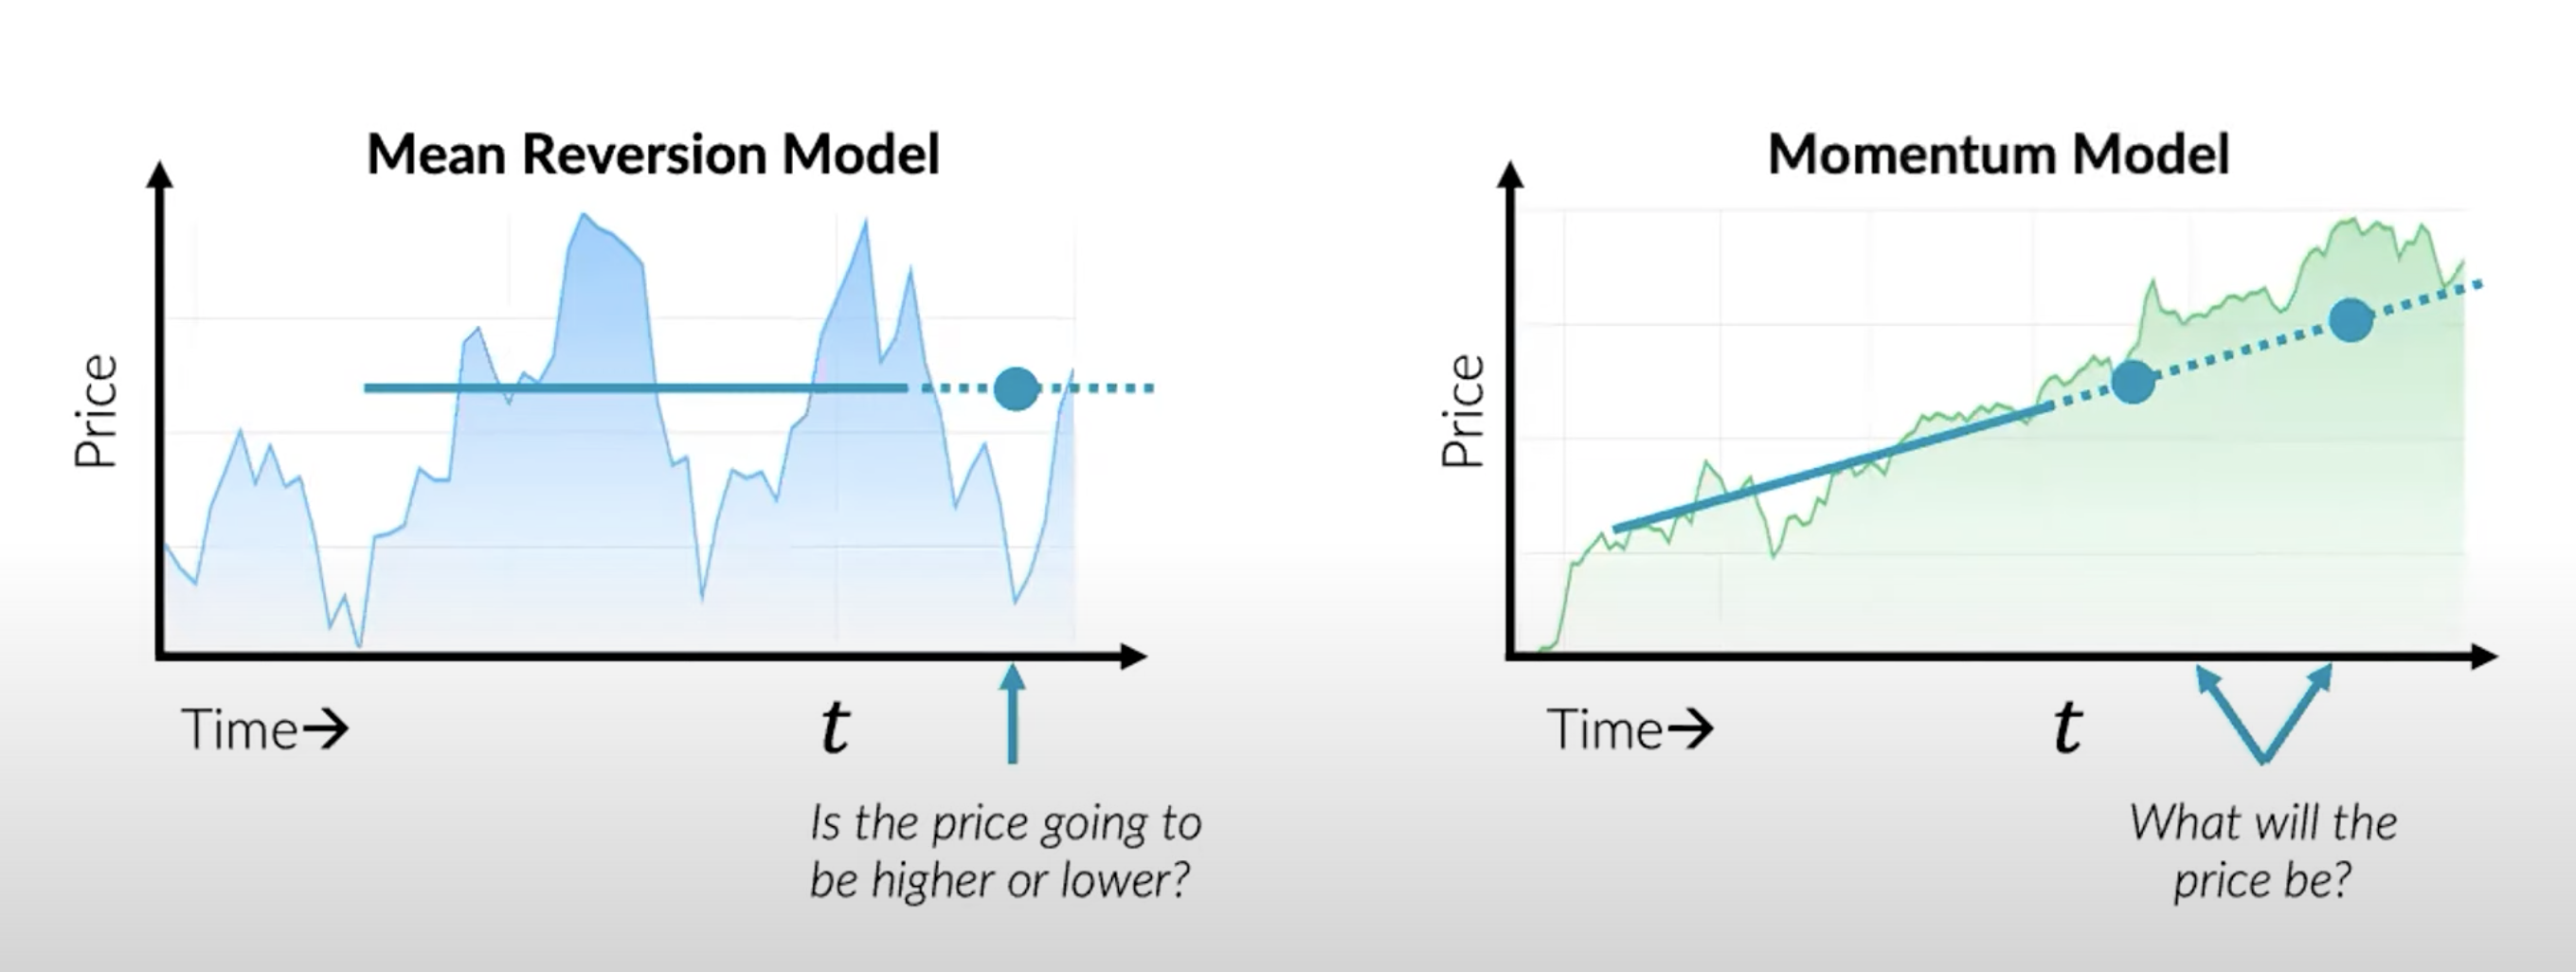 Mean Reversion Model
Price
Time→
t
Is the price going to
be higher or lower?
Momentum Model
Price
Time→
t
What will the
price be?